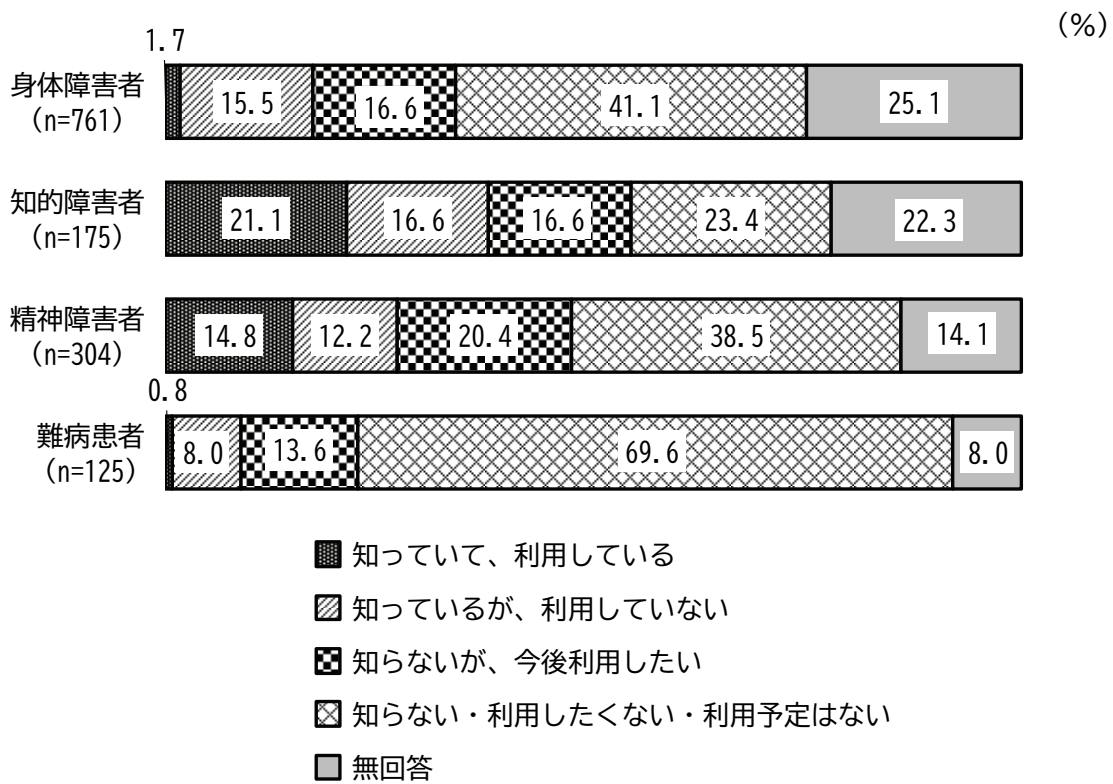 (%)
1.7
身体障害者
(n=761)
15.5
16.6
41.1
25.1
知的障害者
(n=175)
21.1
16.6
16.6
23.4
22.3
精神障害者
(n=304)
14.8
12.2
20.4
38.5
14.1
0.8
難病患者
(n=125)
8.0
13.6
69.6
8.0
知っていて、利用している
知っているが、利用していない
知らないが、今後利用したい
知らない・利用したくない・利用予定はない
無回答